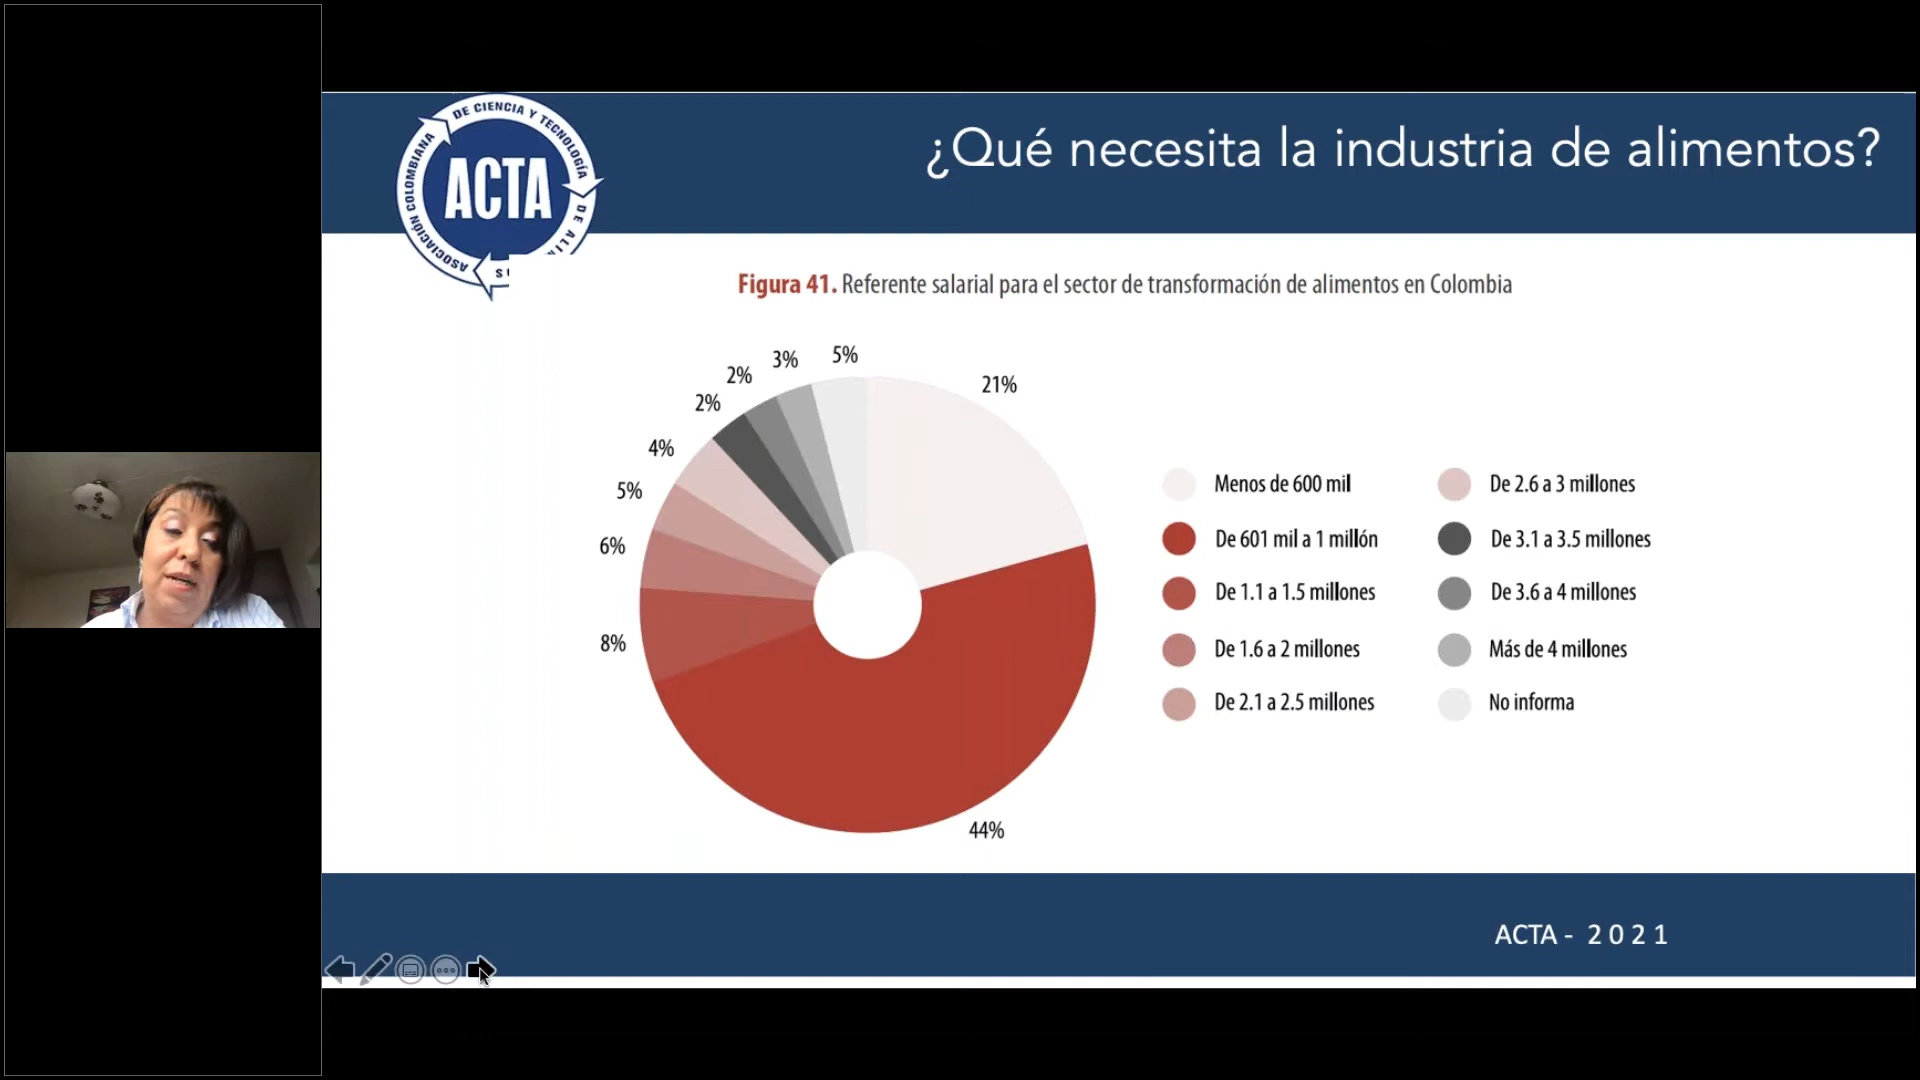 ASOCIACIÓN COLOMBIANA
DE CIENCIA Y TECNOLOGÍA
ACTA
¿Qué necesita la industria de alimentos?
Figura 41. Referente salarial para el sector de transformación de alimentos en Colombia
5%
3%
2%
2%
4%
5%
6%
8%
21%
44%
Menos de 600 mil
De 601 mil a 1 millón
De 1.1 a 1.5 millones
De 1.6 a 2 millones
De 2.1 a 2.5 millones
De 2.6 a 3 millones
De 3.1 a 3.5 millones
De 3.6 a 4 millones
Más de 4 millones
No informa
ACTA - 2 0 2 1